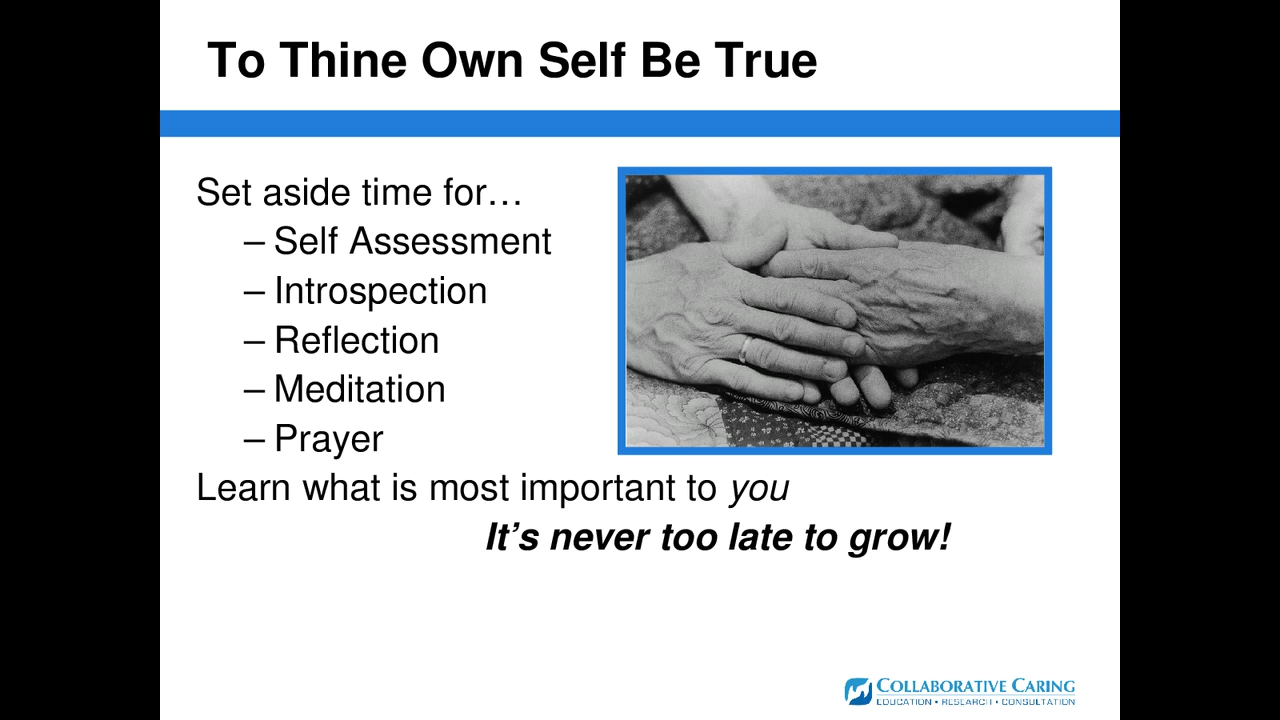 To Thine Own Self Be True
Set aside time for…
– Self Assessment
– Introspection
– Reflection
– Meditation
– Prayer
Learn what is most important to you
It’s never too late to grow!
COLLABORATIVE CARING
EDUCATION • RESEARCH • CONSULTATION